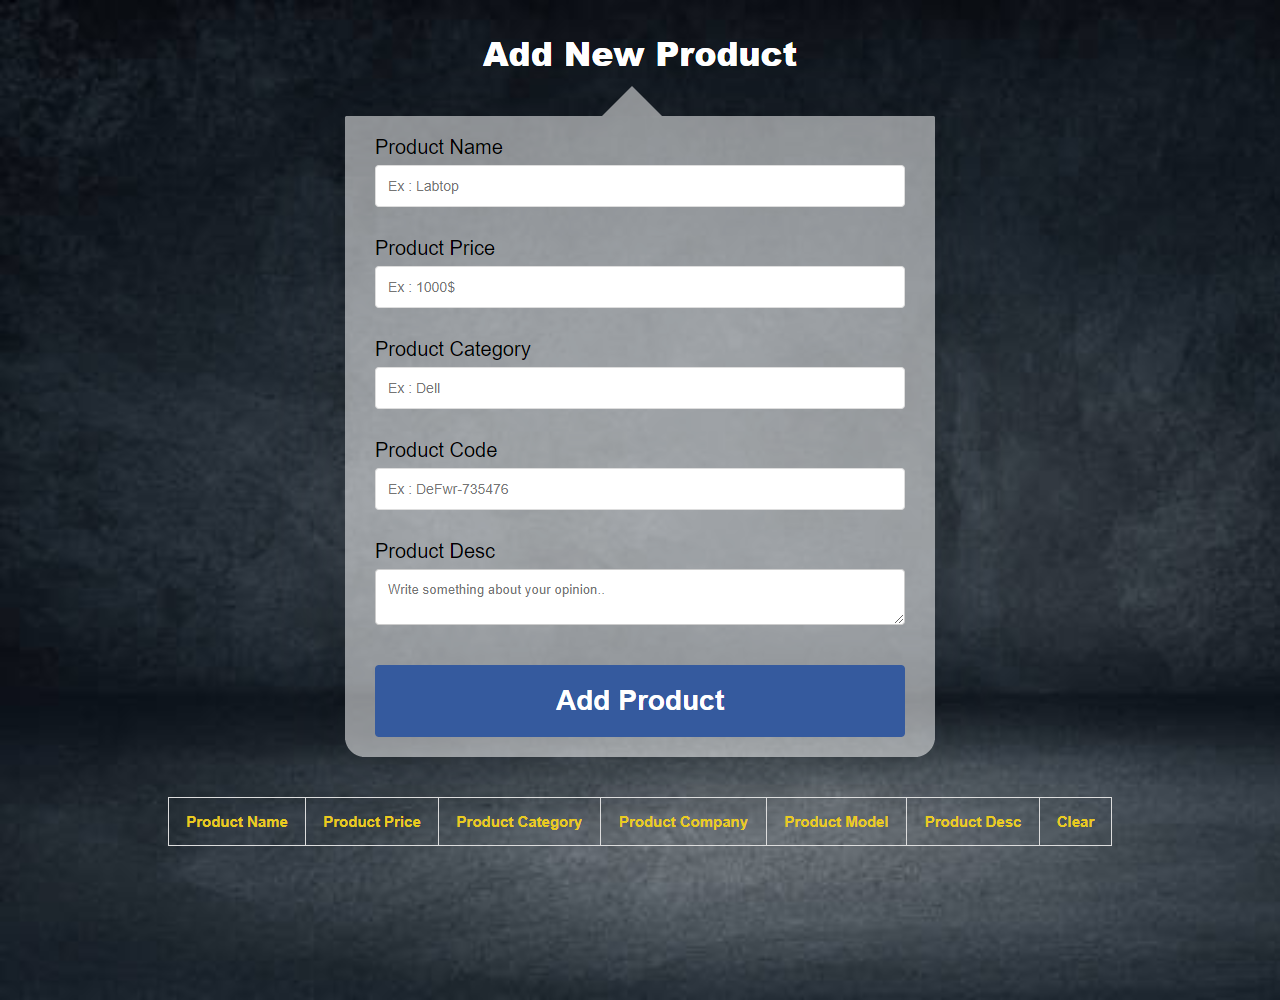 Add New Product
Product Name
Ex : Labtop
Product Price
Ex : 1000$
Product Category
Ex : Dell
Product Code
Ex : DeFwr-735476
Product Desc
Write something about your opinion..
Add Product
Product Name Product Price Product Category Product Company Product Model Product Desc Clear